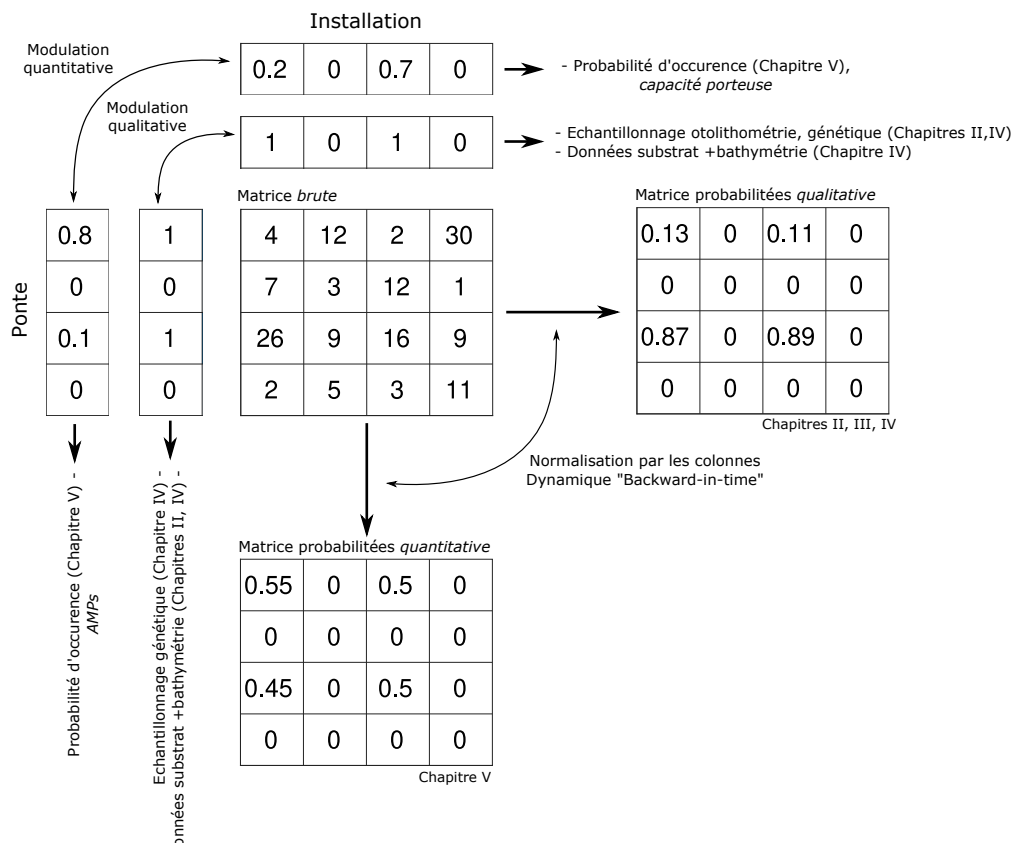 Installation
Modulation
quantitative
0.2 0 0.7 0
- Probabilité d'occurence (Chapitre V),
capacité porteuse
Modulation
qualitative
1 0 1 0
- Echantillonnage otolithométrie, génétique (Chapitres II,IV)
- Données substrat +bathymétrie (Chapitre IV)
Ponte
0.8
0
0.1
0
1
0
1
0
Matrice brute
4 12 2 30
7 3 12 1
26 9 16 9
2 5 3 11
Matrice probabilitées qualitative
0.13 0 0.11 0
0 0 0 0
0.87 0 0.89 0
0 0 0 0
Chapitres II, III, IV
Normalisation par les colonnes
Dynamique "Backward-in-time"
Probabilité d'occurence (Chapitre V) -
AMPs
Echantillonnage génétique (Chapitre IV) -
onnées substrat +bathymétrie (Chapitres II, IV) -
Matrice probabilitées quantitative
0.55 0 0.5 0
0 0 0 0
0.45 0 0.5 0
0 0 0 0
Chapitre V